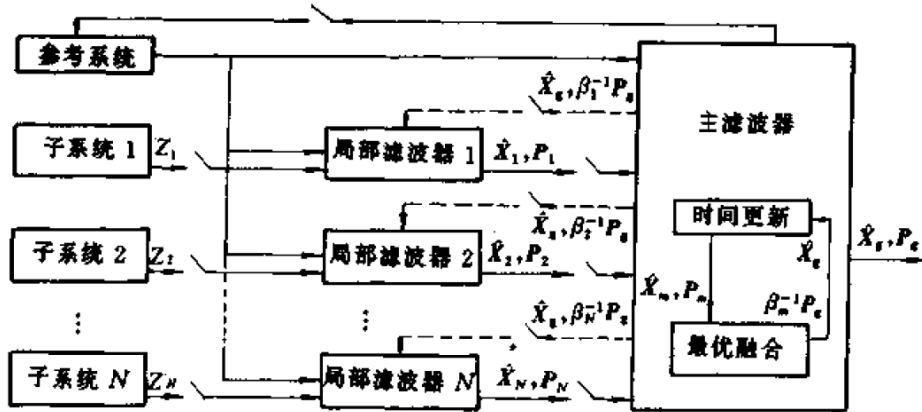 参考系统
主滤波器
X̂g, β₁⁻¹Pg
子系统 1
Z₁
局部滤波器 1
X̂₁, P₁
时间更新
X̂g, β₂⁻¹Pg
子系统 2
Z₂
局部滤波器 2
X̂₂, P₂
X̂g
X̂g, Pg
X̂m, Pm
βm⁻¹Pg
⋮
⋮
X̂g, βN⁻¹Pg
最优融合
子系统 N
ZN
局部滤波器 N
X̂N, PN